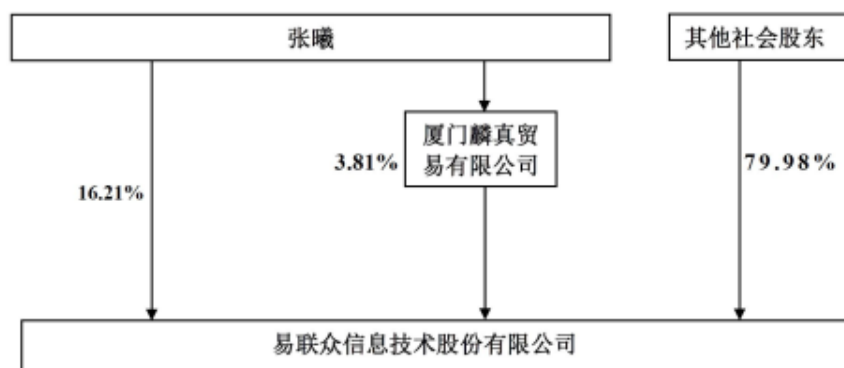 张曦
其他社会股东
厦门麟真贸
易有限公司
3.81%
79.98%
16.21%
易联众信息技术股份有限公司